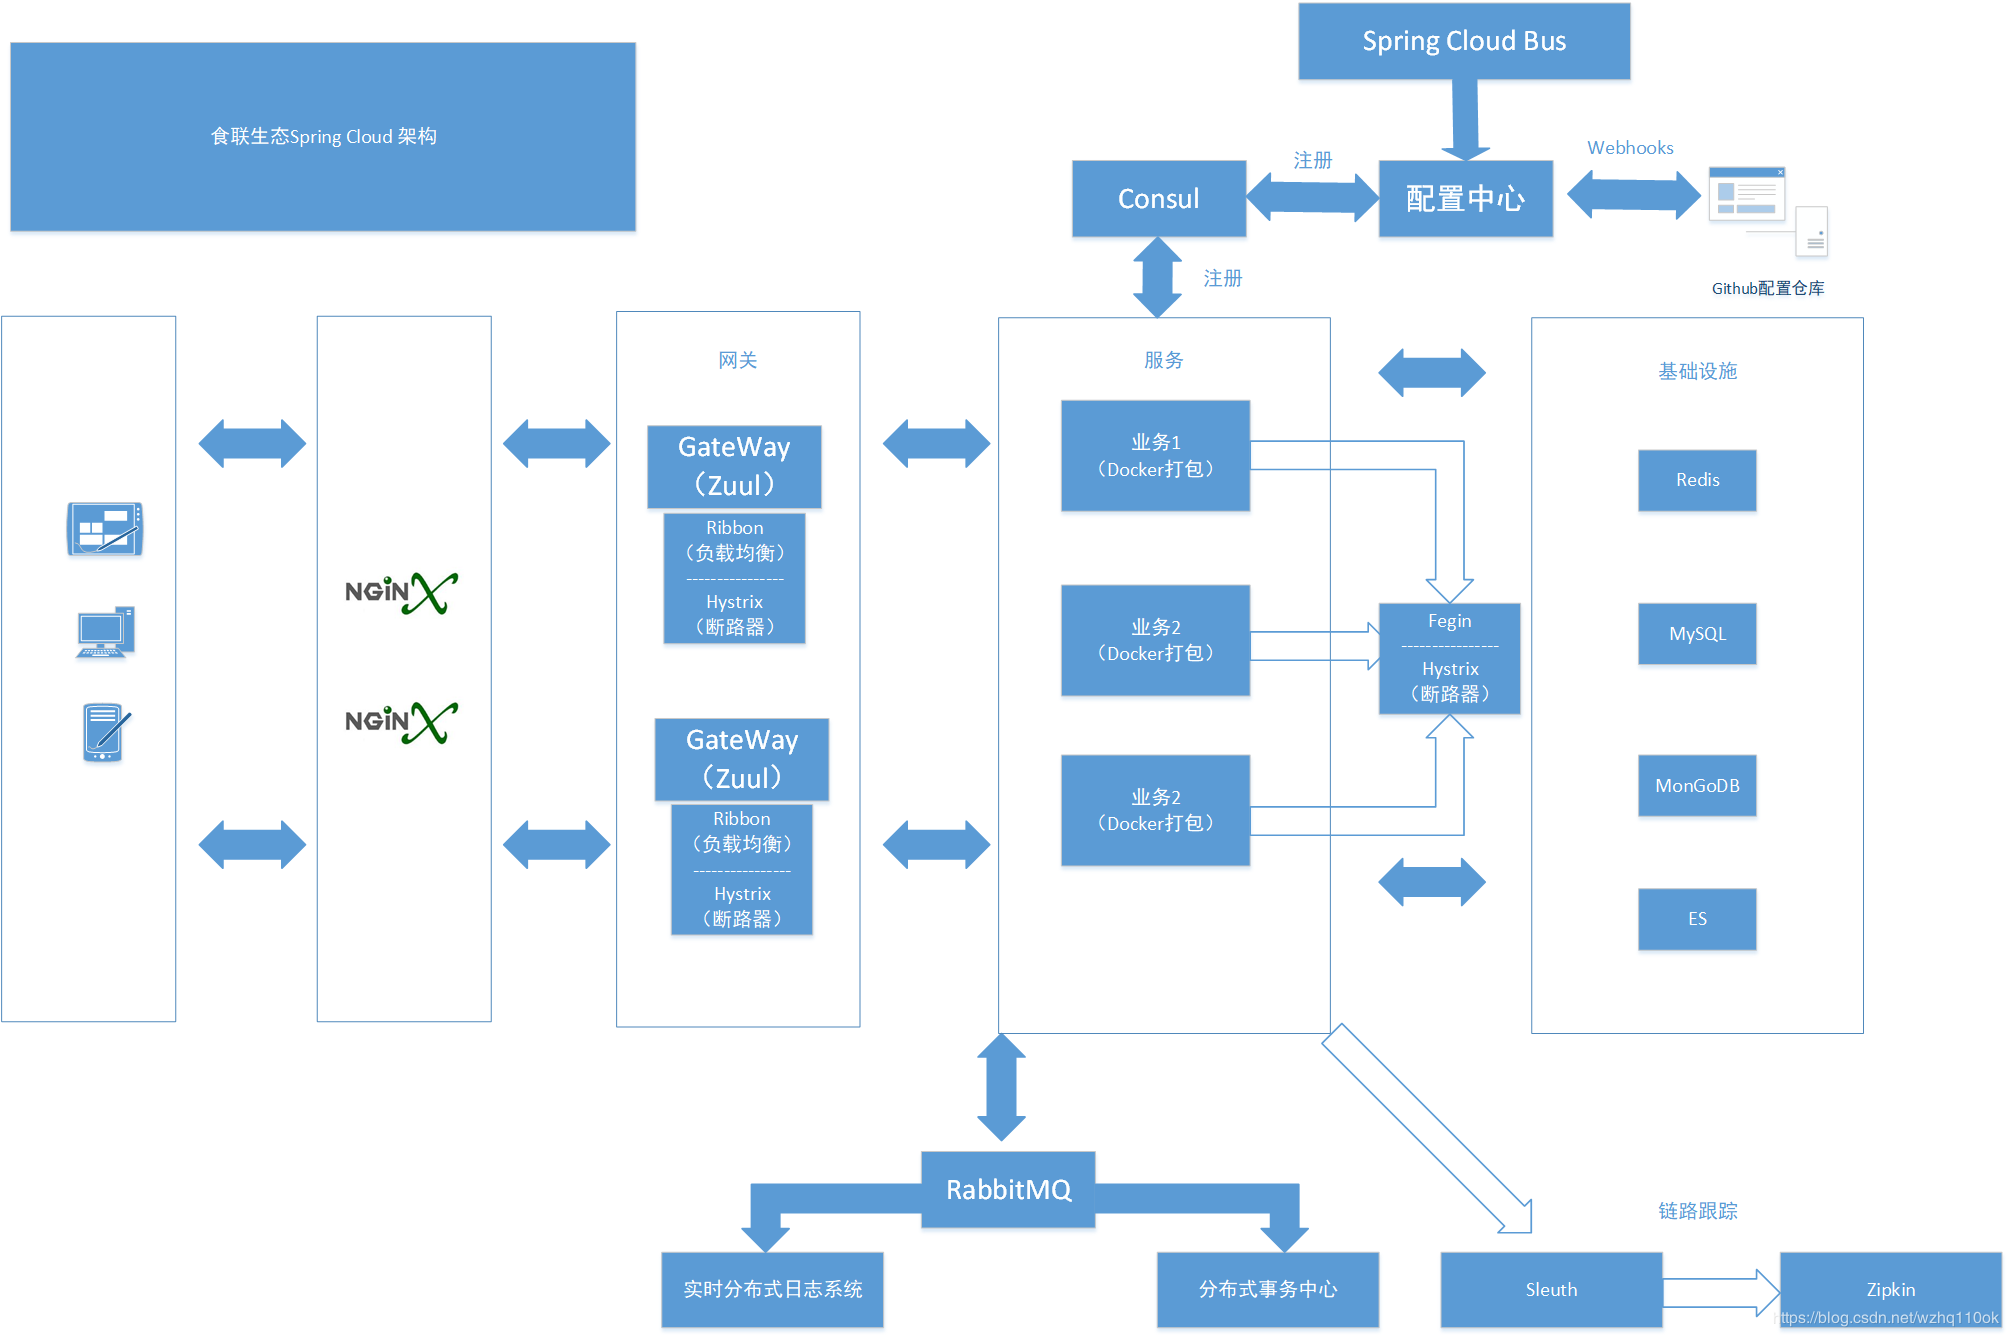 食联生态Spring Cloud 架构
Spring Cloud Bus
Consul
注册
配置中心
Webhooks
Github配置仓库
注册
NGINX
NGINX
网关
GateWay
（Zuul）
Ribbon
（负载均衡）
----------------
Hystrix
（断路器）
GateWay
（Zuul）
Ribbon
（负载均衡）
----------------
Hystrix
（断路器）
服务
业务1
（Docker打包）
业务2
（Docker打包）
业务2
（Docker打包）
Fegin
----------------
Hystrix
（断路器）
基础设施
Redis
MySQL
MonGoDB
ES
RabbitMQ
实时分布式日志系统
分布式事务中心
链路跟踪
Sleuth
Zipkin
https://blog.csdn.net/wzhq110ok